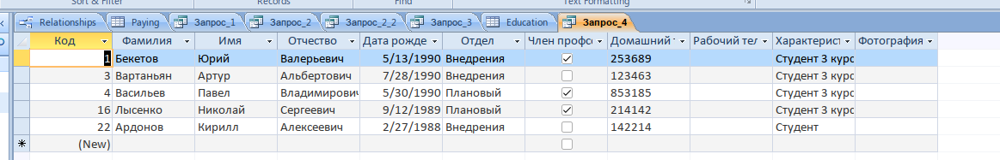 Sort & Filter Records Find Text Formatting
Relationships Paying Запрос_1 Запрос_2 Запрос_2_2 Запрос_3 Education Запрос_4
Код Фамилия Имя Отчество Дата рожде Отдел Член профс Домашний Рабочий тел Характерист Фотография
1 Бекетов Юрий Валерьевич 5/13/1990 Внедрения 253689 Студент 3 курс
3 Вартаньян Артур Альбертович 7/28/1990 Внедрения 123463 Студент 3 курс
4 Васильев Павел Владимирович 5/30/1990 Плановый 853185 Студент 3 курс
16 Лысенко Николай Сергеевич 9/12/1989 Плановый 214142 Студент 3 курс
22 Ардонов Кирилл Алексеевич 2/27/1988 Внедрения 142214 Студент
(New)